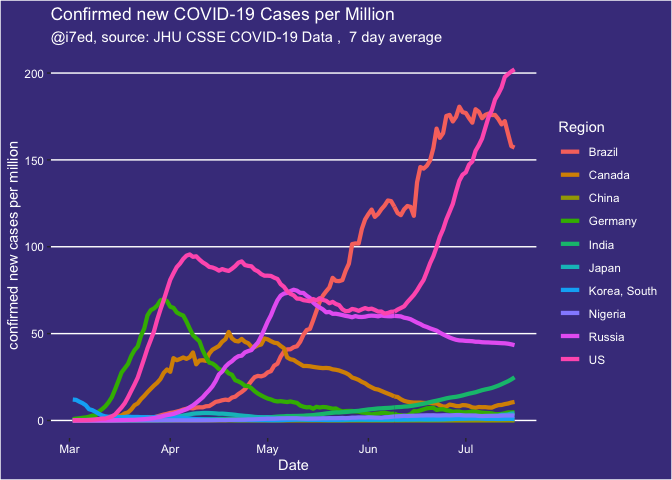 Confirmed new COVID-19 Cases per Million
@i7ed, source: JHU CSSE COVID-19 Data ,  7 day average
confirmed new cases per million
200
150
100
50
0
Mar
Apr
May
Jun
Jul
Date
Region
Brazil
Canada
China
Germany
India
Japan
Korea, South
Nigeria
Russia
US